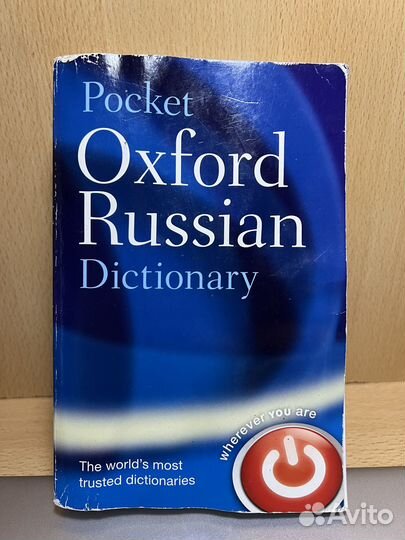 Pocket
Oxford
Russian
Dictionary
wherever YOU are
The world's most
trusted dictionaries
Avito